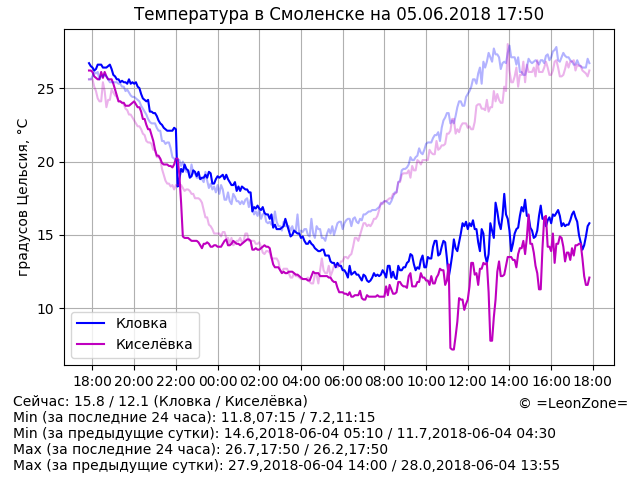 Температура в Смоленске на 05.06.2018 17:50
градусов Цельсия, °C
25
20
15
10
Кловка
Киселёвка
18:00 20:00 22:00 00:00 02:00 04:00 06:00 08:00 10:00 12:00 14:00 16:00 18:00
Сейчас: 15.8 / 12.1 (Кловка / Киселёвка)
© =LeonZone=
Min (за последние 24 часа): 11.8,07:15 / 7.2,11:15
Min (за предыдущие сутки): 14.6,2018-06-04 05:10 / 11.7,2018-06-04 04:30
Max (за последние 24 часа): 26.7,17:50 / 26.2,17:50
Max (за предыдущие сутки): 27.9,2018-06-04 14:00 / 28.0,2018-06-04 13:55